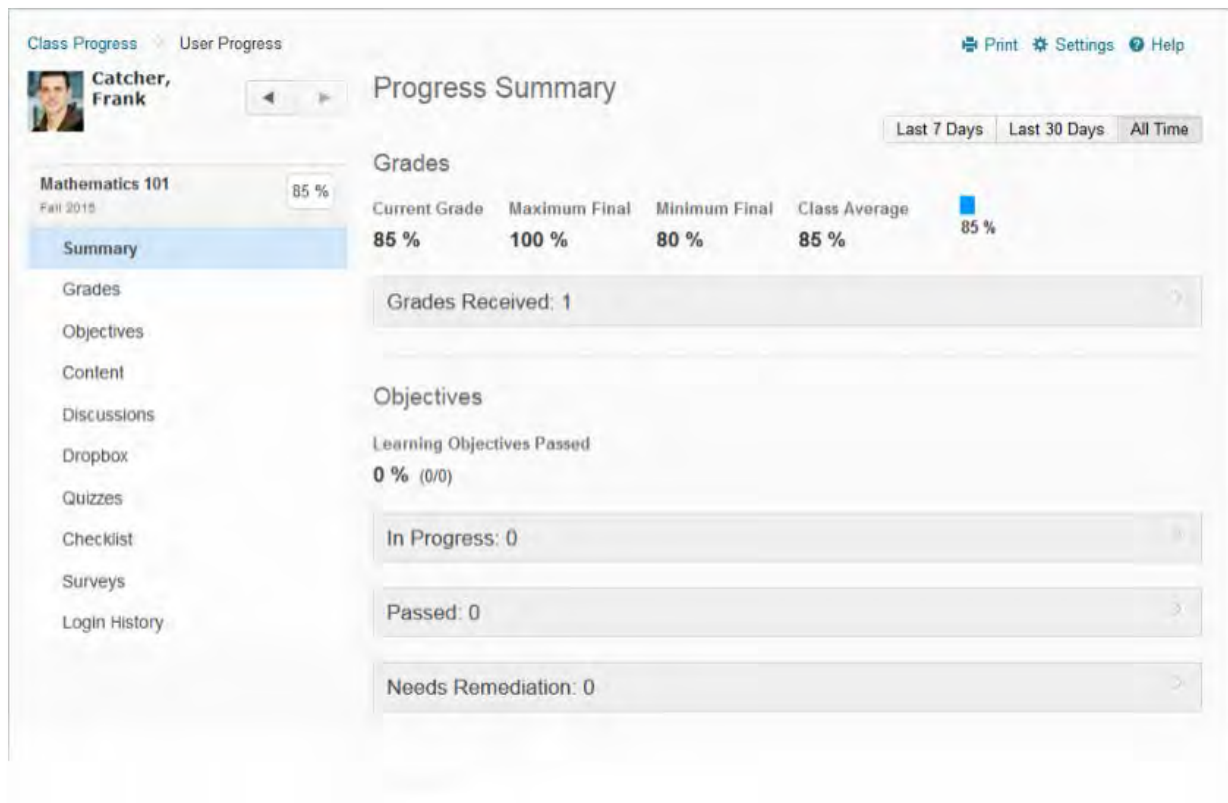 Class Progress User Progress
Print Settings Help
Catcher,
Frank
Mathematics 101
85 %
Summary
Grades
Objectives
Content
Discussions
Dropbox
Quizzes
Checklist
Surveys
Login History
Progress Summary
Last 7 Days Last 30 Days All Time
Grades
Current Grade Maximum Final Minimum Final Class Average
85 % 100 % 80 % 85 %
85 %
Grades Received: 1
Objectives
Learning Objectives Passed
0 % (0/0)
In Progress: 0
Passed: 0
Needs Remediation: 0